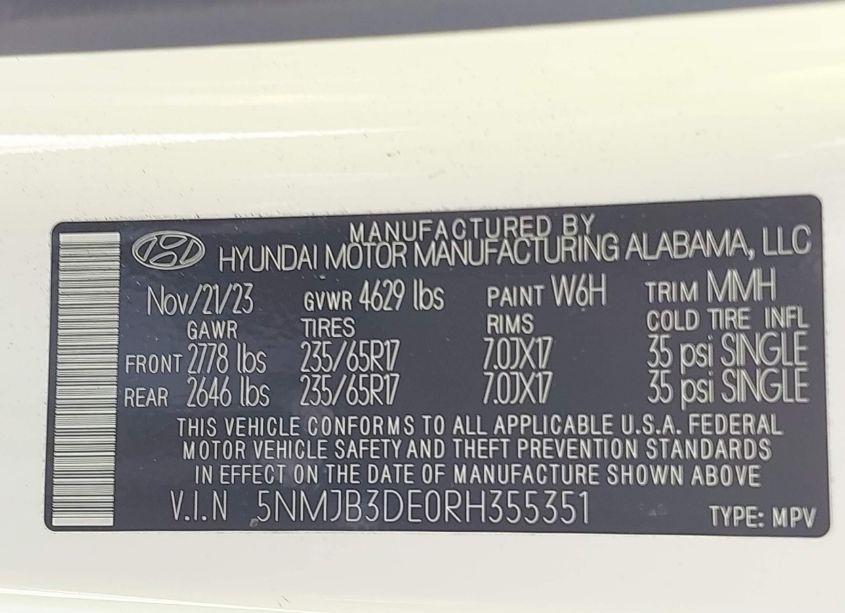 MANUFACTURED BY
HYUNDAI MOTOR MANUFACTURING ALABAMA, LLC
Nov/21/23 GVWR 4629 lbs PAINT W6H TRIM MMH
GAWR TIRES RIMS COLD TIRE INFL
FRONT 2778 lbs 235/65R17 7.0JX17 35 psi SINGLE
REAR 2646 lbs 235/65R17 7.0JX17 35 psi SINGLE
THIS VEHICLE CONFORMS TO ALL APPLICABLE U.S.A. FEDERAL
MOTOR VEHICLE SAFETY AND THEFT PREVENTION STANDARDS
IN EFFECT ON THE DATE OF MANUFACTURE SHOWN ABOVE
V.I.N 5NMJB3DE0RH355351 TYPE: MPV